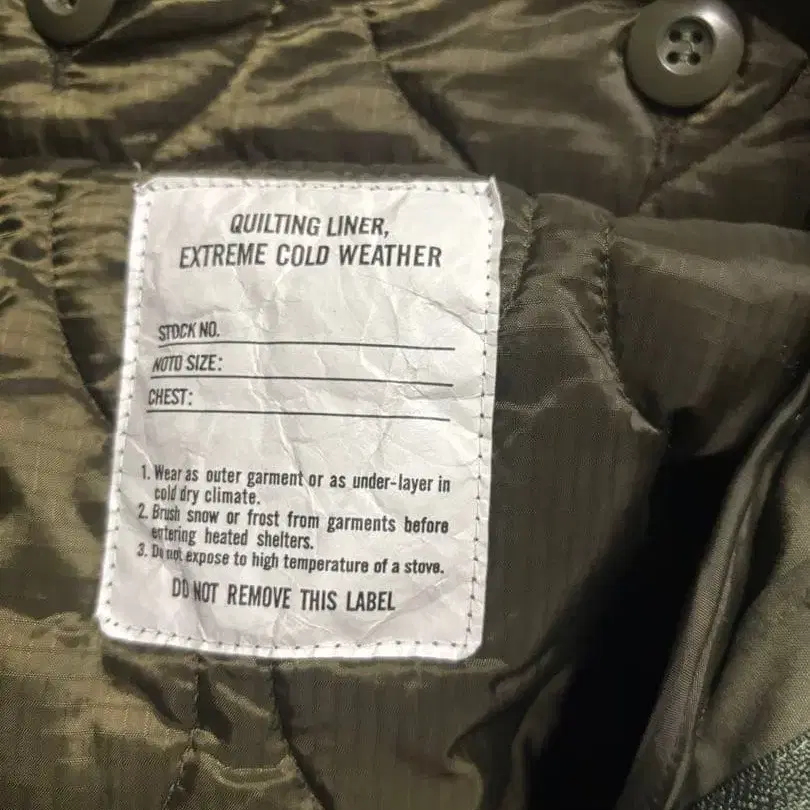 QUILTING LINER,
EXTREME COLD WEATHER
STOCK NO.
NOTO SIZE:
CHEST:
1. Wear as outer garment or as under-layer in
cold dry climate.
2. Brush snow or frost from garments before
entering heated shelters.
3. Do not expose to high temperature of a stove.
DO NOT REMOVE THIS LABEL